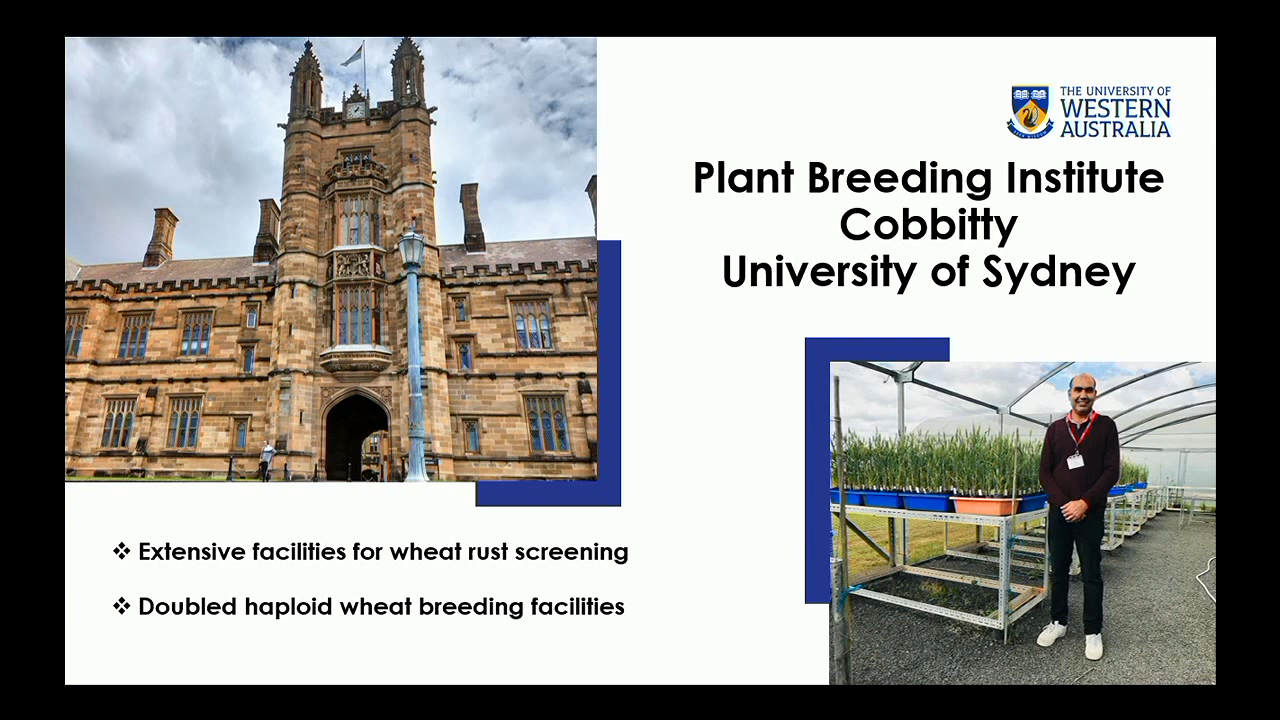 THE UNIVERSITY OF
WESTERN
AUSTRALIA
Plant Breeding Institute
Cobbitty
University of Sydney
❖ Extensive facilities for wheat rust screening
❖ Doubled haploid wheat breeding facilities